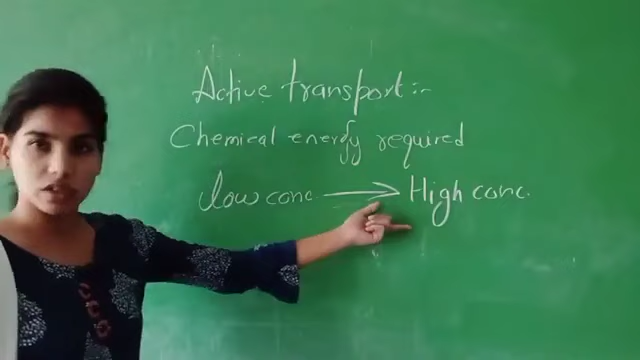 Active transport:-
Chemical energy required
low conc. → High conc.